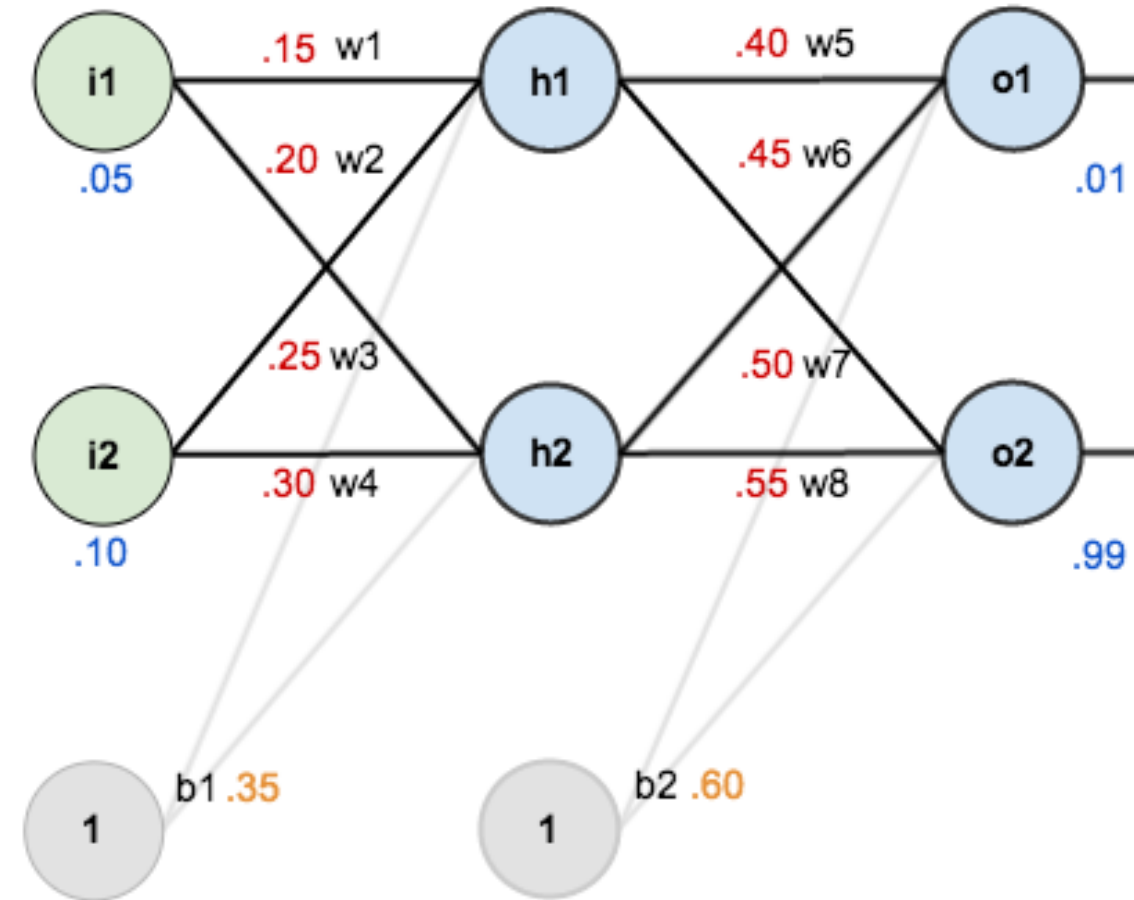 i1 .15 w1 h1 .40 w5 o1
.05 .20 w2 .45 w6 .01
.25 w3 .50 w7
i2 h2 o2
.30 w4 .55 w8
.10 .99
b1 .35 b2 .60
1 1